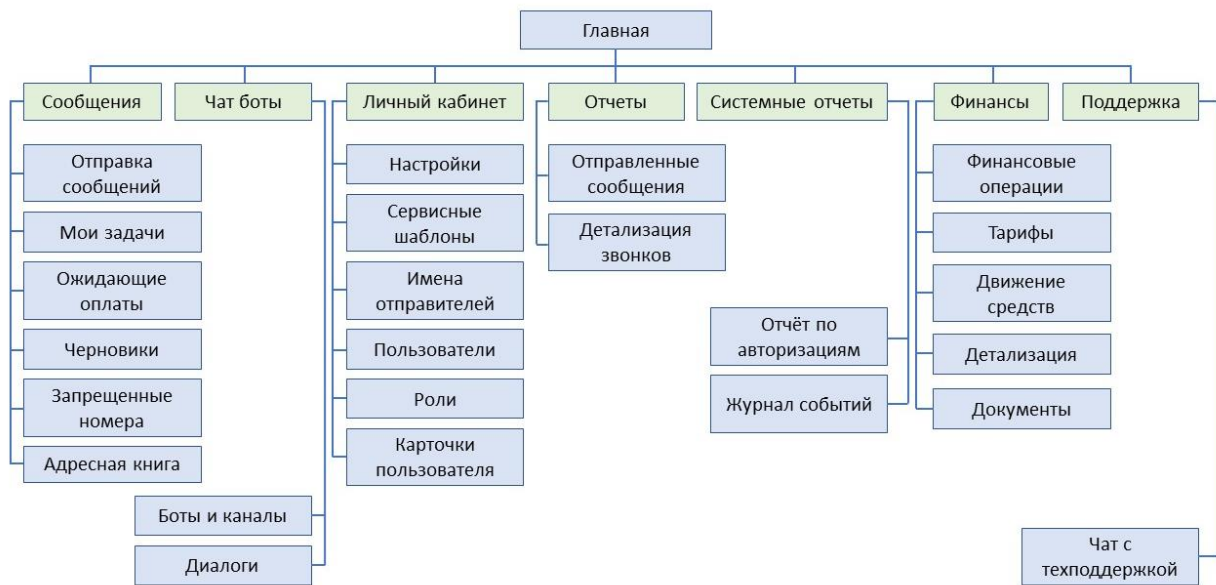 Главная
Сообщения
Отправка
сообщений
Мои задачи
Ожидающие
оплаты
Черновики
Запрещенные
номера
Адресная книга
Чат боты
Боты и каналы
Диалоги
Личный кабинет
Настройки
Сервисные
шаблоны
Имена
отправителей
Пользователи
Роли
Карточки
пользователя
Отчеты
Отправленные
сообщения
Детализация
звонков
Системные отчеты
Отчёт по
авторизациям
Журнал событий
Финансы
Финансовые
операции
Тарифы
Движение
средств
Детализация
Документы
Поддержка
Чат с
техподдержкой